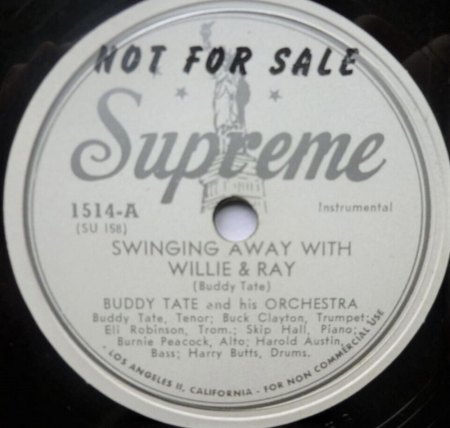 NOT FOR SALE
Supreme
1514-A
Instrumental
(SU 158)
SWINGING AWAY WITH
WILLIE & RAY
(Buddy Tate)
BUDDY TATE and his ORCHESTRA
Buddy Tate, Tenor; Buck Clayton, Trumpet;
Eli Robinson, Trom.; Skip Hall, Piano;
Burnie Peacock, Alto; Harold Austin,
Bass; Harry Butts, Drums.
- LOS ANGELES 11, CALIFORNIA - FOR NON COMMERCIAL USE